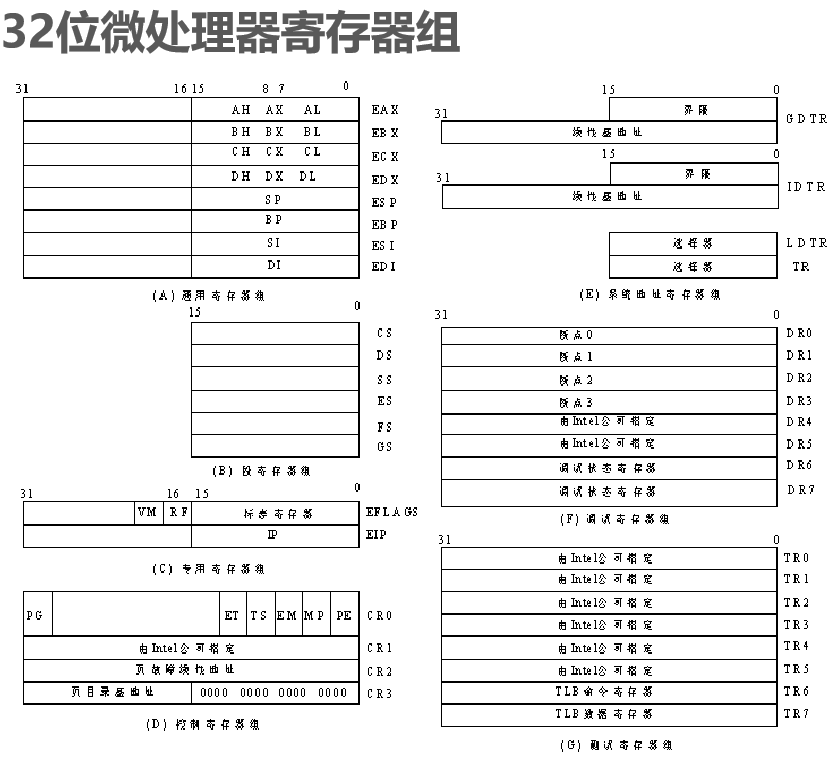 32位微处理器寄存器组
31 16 15 8 7 0
AH AX AL EAX
BH BX BL EBX
CH CX CL ECX
DH DX DL EDX
SP ESP
BP EBP
SI ESI
DI EDI
(A) 通用寄存器组
15 0
CS
DS
SS
ES
FS
GS
(B) 段寄存器组
31 16 15 0
VM RF 标志寄存器 EFLAGS
IP EIP
(C) 专用寄存器组
PG ET TS EM MP PE CR0
由Intel公司指定 CR1
页故障线性地址 CR2
页目录基地址 0000 0000 0000 0000 CR3
(D) 控制寄存器组
15 0
界限
31
线性基地址
GDTR
15 0
界限
31
线性基地址
IDTR
选择器 LDTR
选择器 TR
(E) 系统地址寄存器组
31 0
断点0 DR0
断点1 DR1
断点2 DR2
断点3 DR3
由Intel公司指定 DR4
由Intel公司指定 DR5
调试状态寄存器 DR6
调试状态寄存器 DR7
(F) 调试寄存器组
31 0
由Intel公司指定 TR0
由Intel公司指定 TR1
由Intel公司指定 TR2
由Intel公司指定 TR3
由Intel公司指定 TR4
由Intel公司指定 TR5
TLB命令寄存器 TR6
TLB数据寄存器 TR7
(G) 测试寄存器组